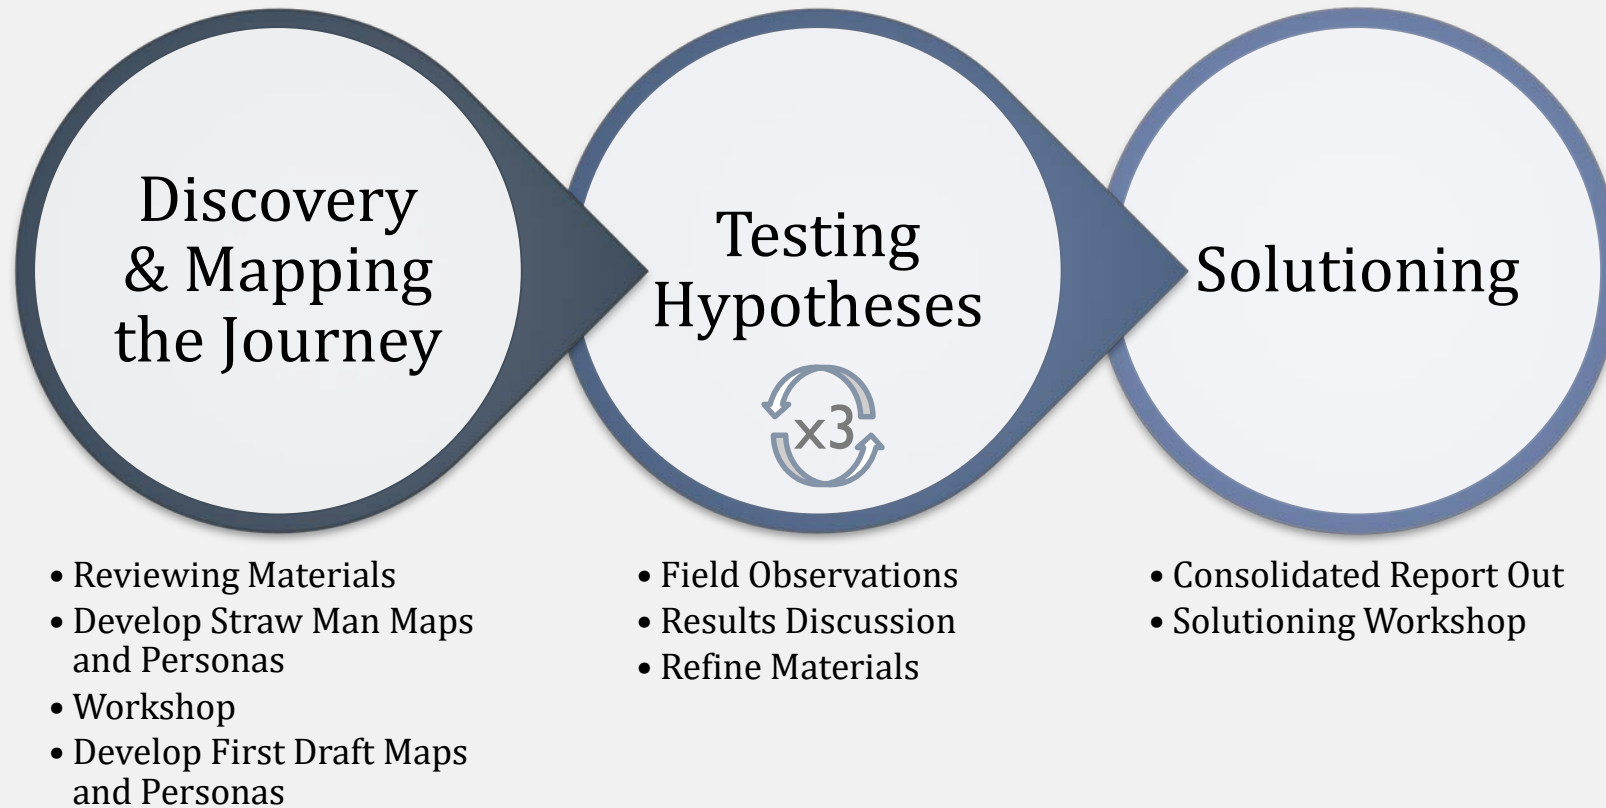 Discovery
& Mapping
the Journey
Testing
Hypotheses
x3
Solutioning
• Reviewing Materials
• Develop Straw Man Maps
and Personas
• Workshop
• Develop First Draft Maps
and Personas
• Field Observations
• Results Discussion
• Refine Materials
• Consolidated Report Out
• Solutioning Workshop